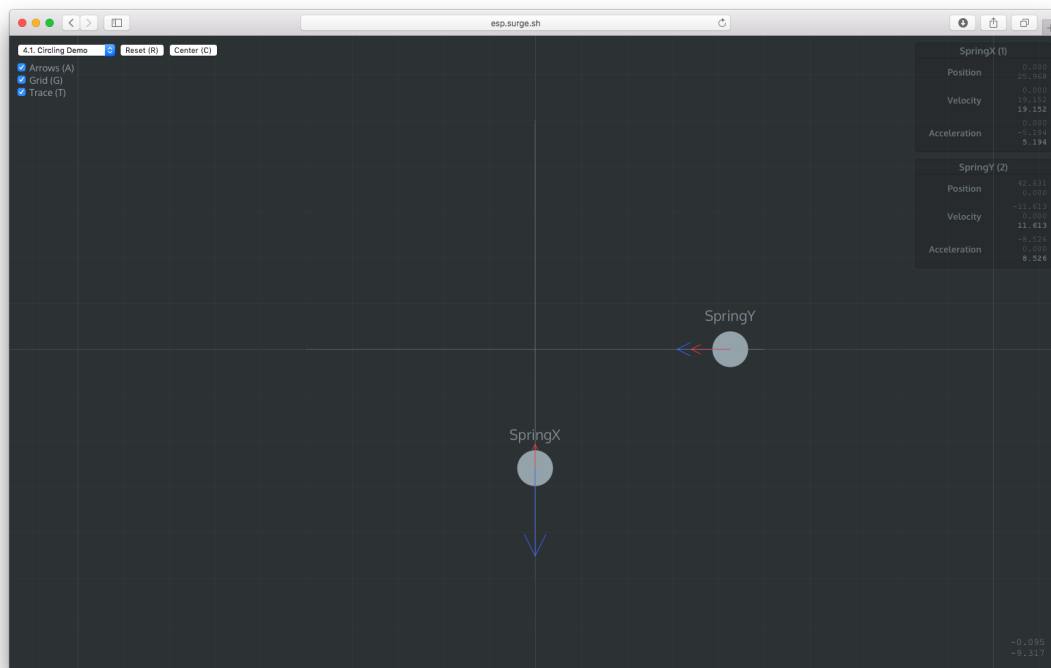 esp.surge.sh
4.1. Circling Demo Reset (R) Center (C)
Arrows (A)
Grid (G)
Trace (T)
SpringX (1)
Position 0.000
25.968
Velocity 0.000
19.152
19.152
Acceleration 0.000
-5.194
5.194
SpringY (2)
Position 42.631
0.000
Velocity -11.613
0.000
11.613
Acceleration -8.526
0.000
8.526
SpringY
SpringX
-0.095
-9.317